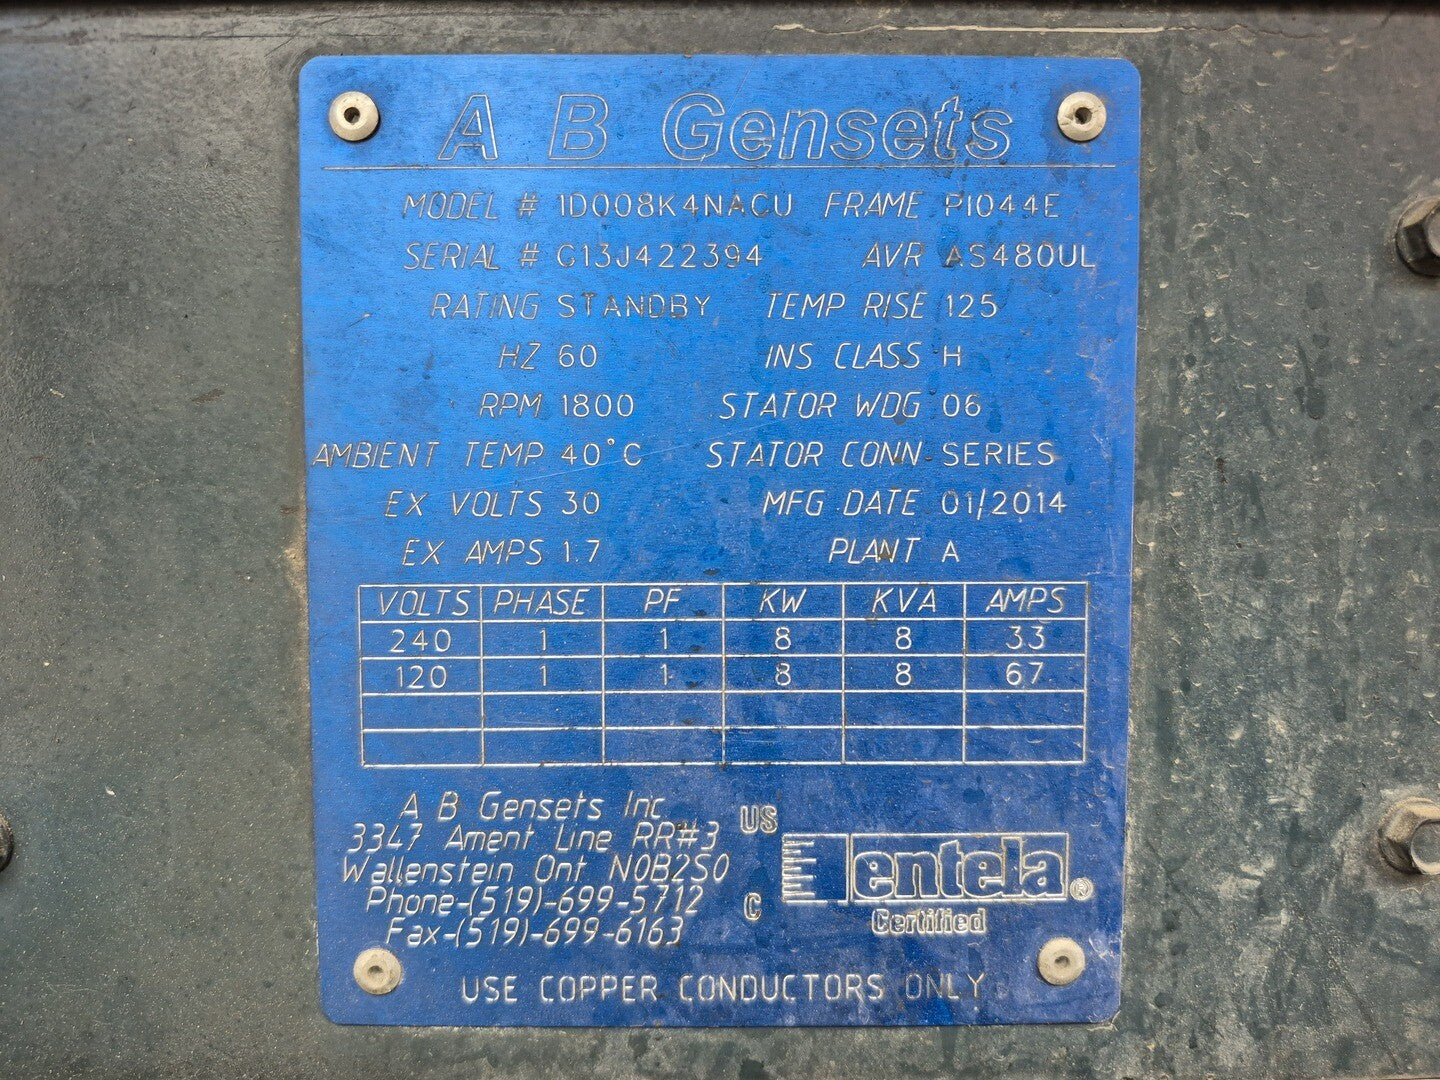 A B Gensets
MODEL # 1D008K4NACU FRAME PI044E
SERIAL # G13J422394 AVR AS480UL
RATING STANDBY TEMP RISE 125
HZ 60 INS CLASS H
RPM 1800 STATOR WDG 06
AMBIENT TEMP 40°C STATOR CONN SERIES
EX VOLTS 30 MFG DATE 01/2014
EX AMPS 1.7 PLANT A
VOLTS PHASE PF KW KVA AMPS
240 1 1 8 8 33
120 1 1 8 8 67
A B Gensets Inc
3347 Ament Line RR#3
Wallenstein Ont N0B2S0
Phone-(519)-699-5712
Fax-(519)-699-6163
US
entela®
C
Certified
USE COPPER CONDUCTORS ONLY